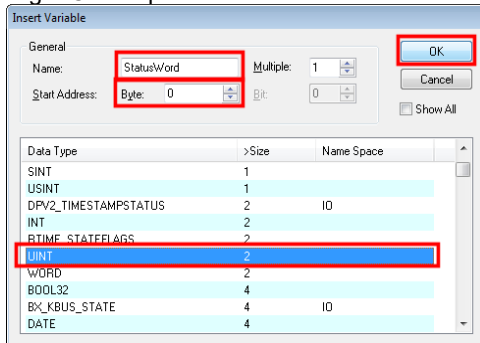 Insert Variable
General
Name: StatusWord Multiple: 1 OK
Start Address: Byte: 0 Bit: 0 Cancel
Show All
Data Type >Size Name Space
SINT 1
USINT 1
DPV2_TIMESTAMPSTATUS 2 IO
INT 2
RTIME_STATEFLAGS 2
UINT 2
WORD 2
BOOL32 4
BX_KBUS_STATE 4 IO
DATE 4